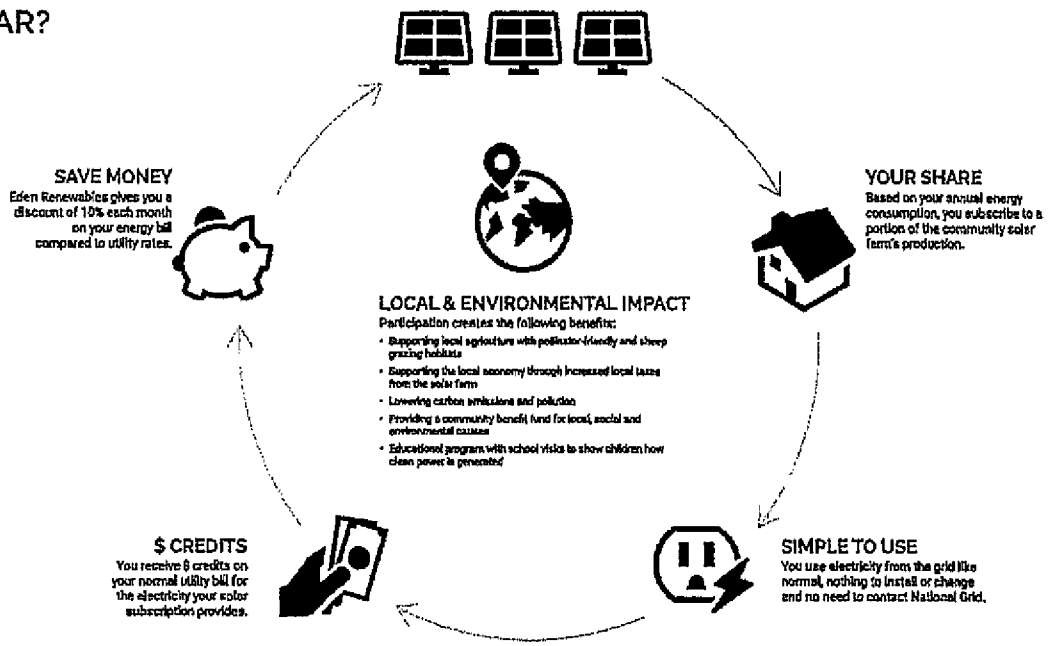 AR?
SAVE MONEY
Eden Renewables gives you a
discount of 10% each month
on your energy bill
compared to utility rates.
YOUR SHARE
Based on your annual energy
consumption, you subscribe to a
portion of the community solar
farm's production.
LOCAL & ENVIRONMENTAL IMPACT
Participation creates the following benefits:
• Supporting local agriculture with pollinator-friendly and sheep
grazing habitats
• Supporting the local economy through increased local taxes
from the solar farm
• Lowering carbon emissions and pollution
• Providing a community benefit fund for local, social and
environmental causes
• Educational program with school visits to show children how
clean power is generated
$ CREDITS
You receive $ credits on
your normal utility bill for
the electricity your solar
subscription provides.
SIMPLE TO USE
You use electricity from the grid like
normal, nothing to install or change
and no need to contact National Grid.